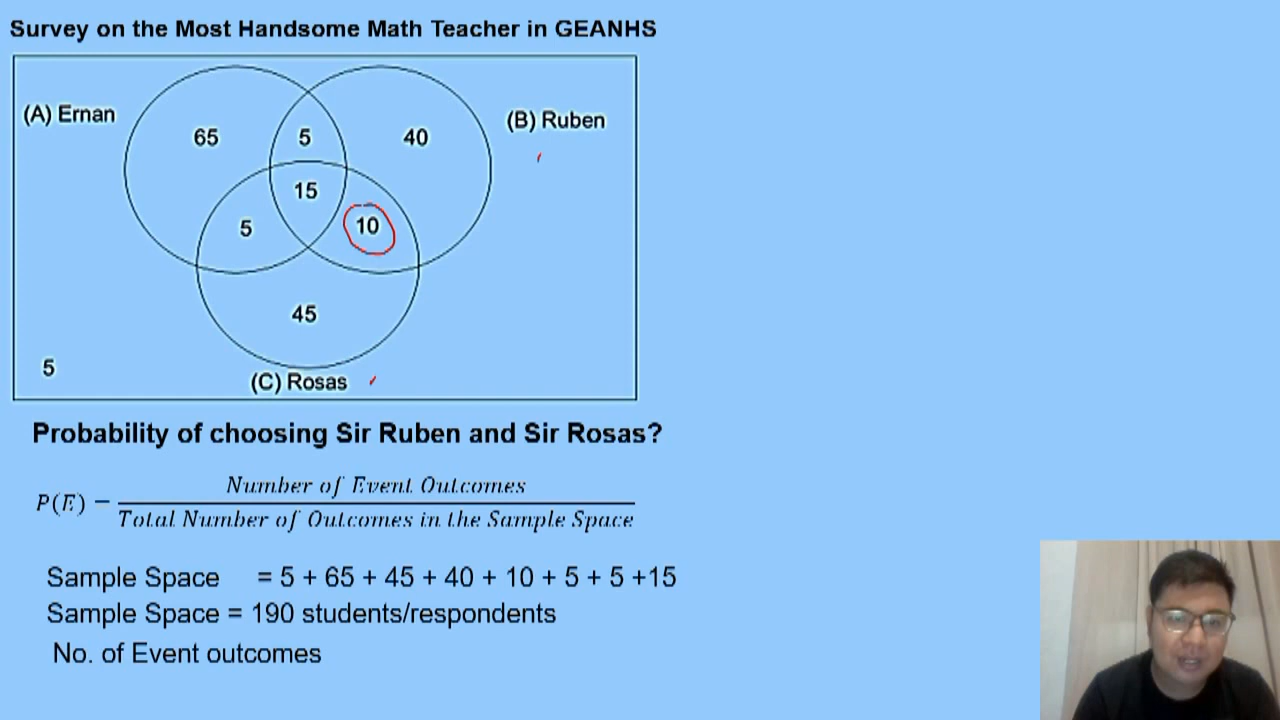 Survey on the Most Handsome Math Teacher in GEANHS
(A) Ernan
65
5
40
(B) Ruben
15
5
10
45
5
(C) Rosas
Probability of choosing Sir Ruben and Sir Rosas?
P(E) = Number of Event Outcomes
Total Number of Outcomes in the Sample Space
Sample Space = 5 + 65 + 45 + 40 + 10 + 5 + 5 +15
Sample Space = 190 students/respondents
No. of Event outcomes